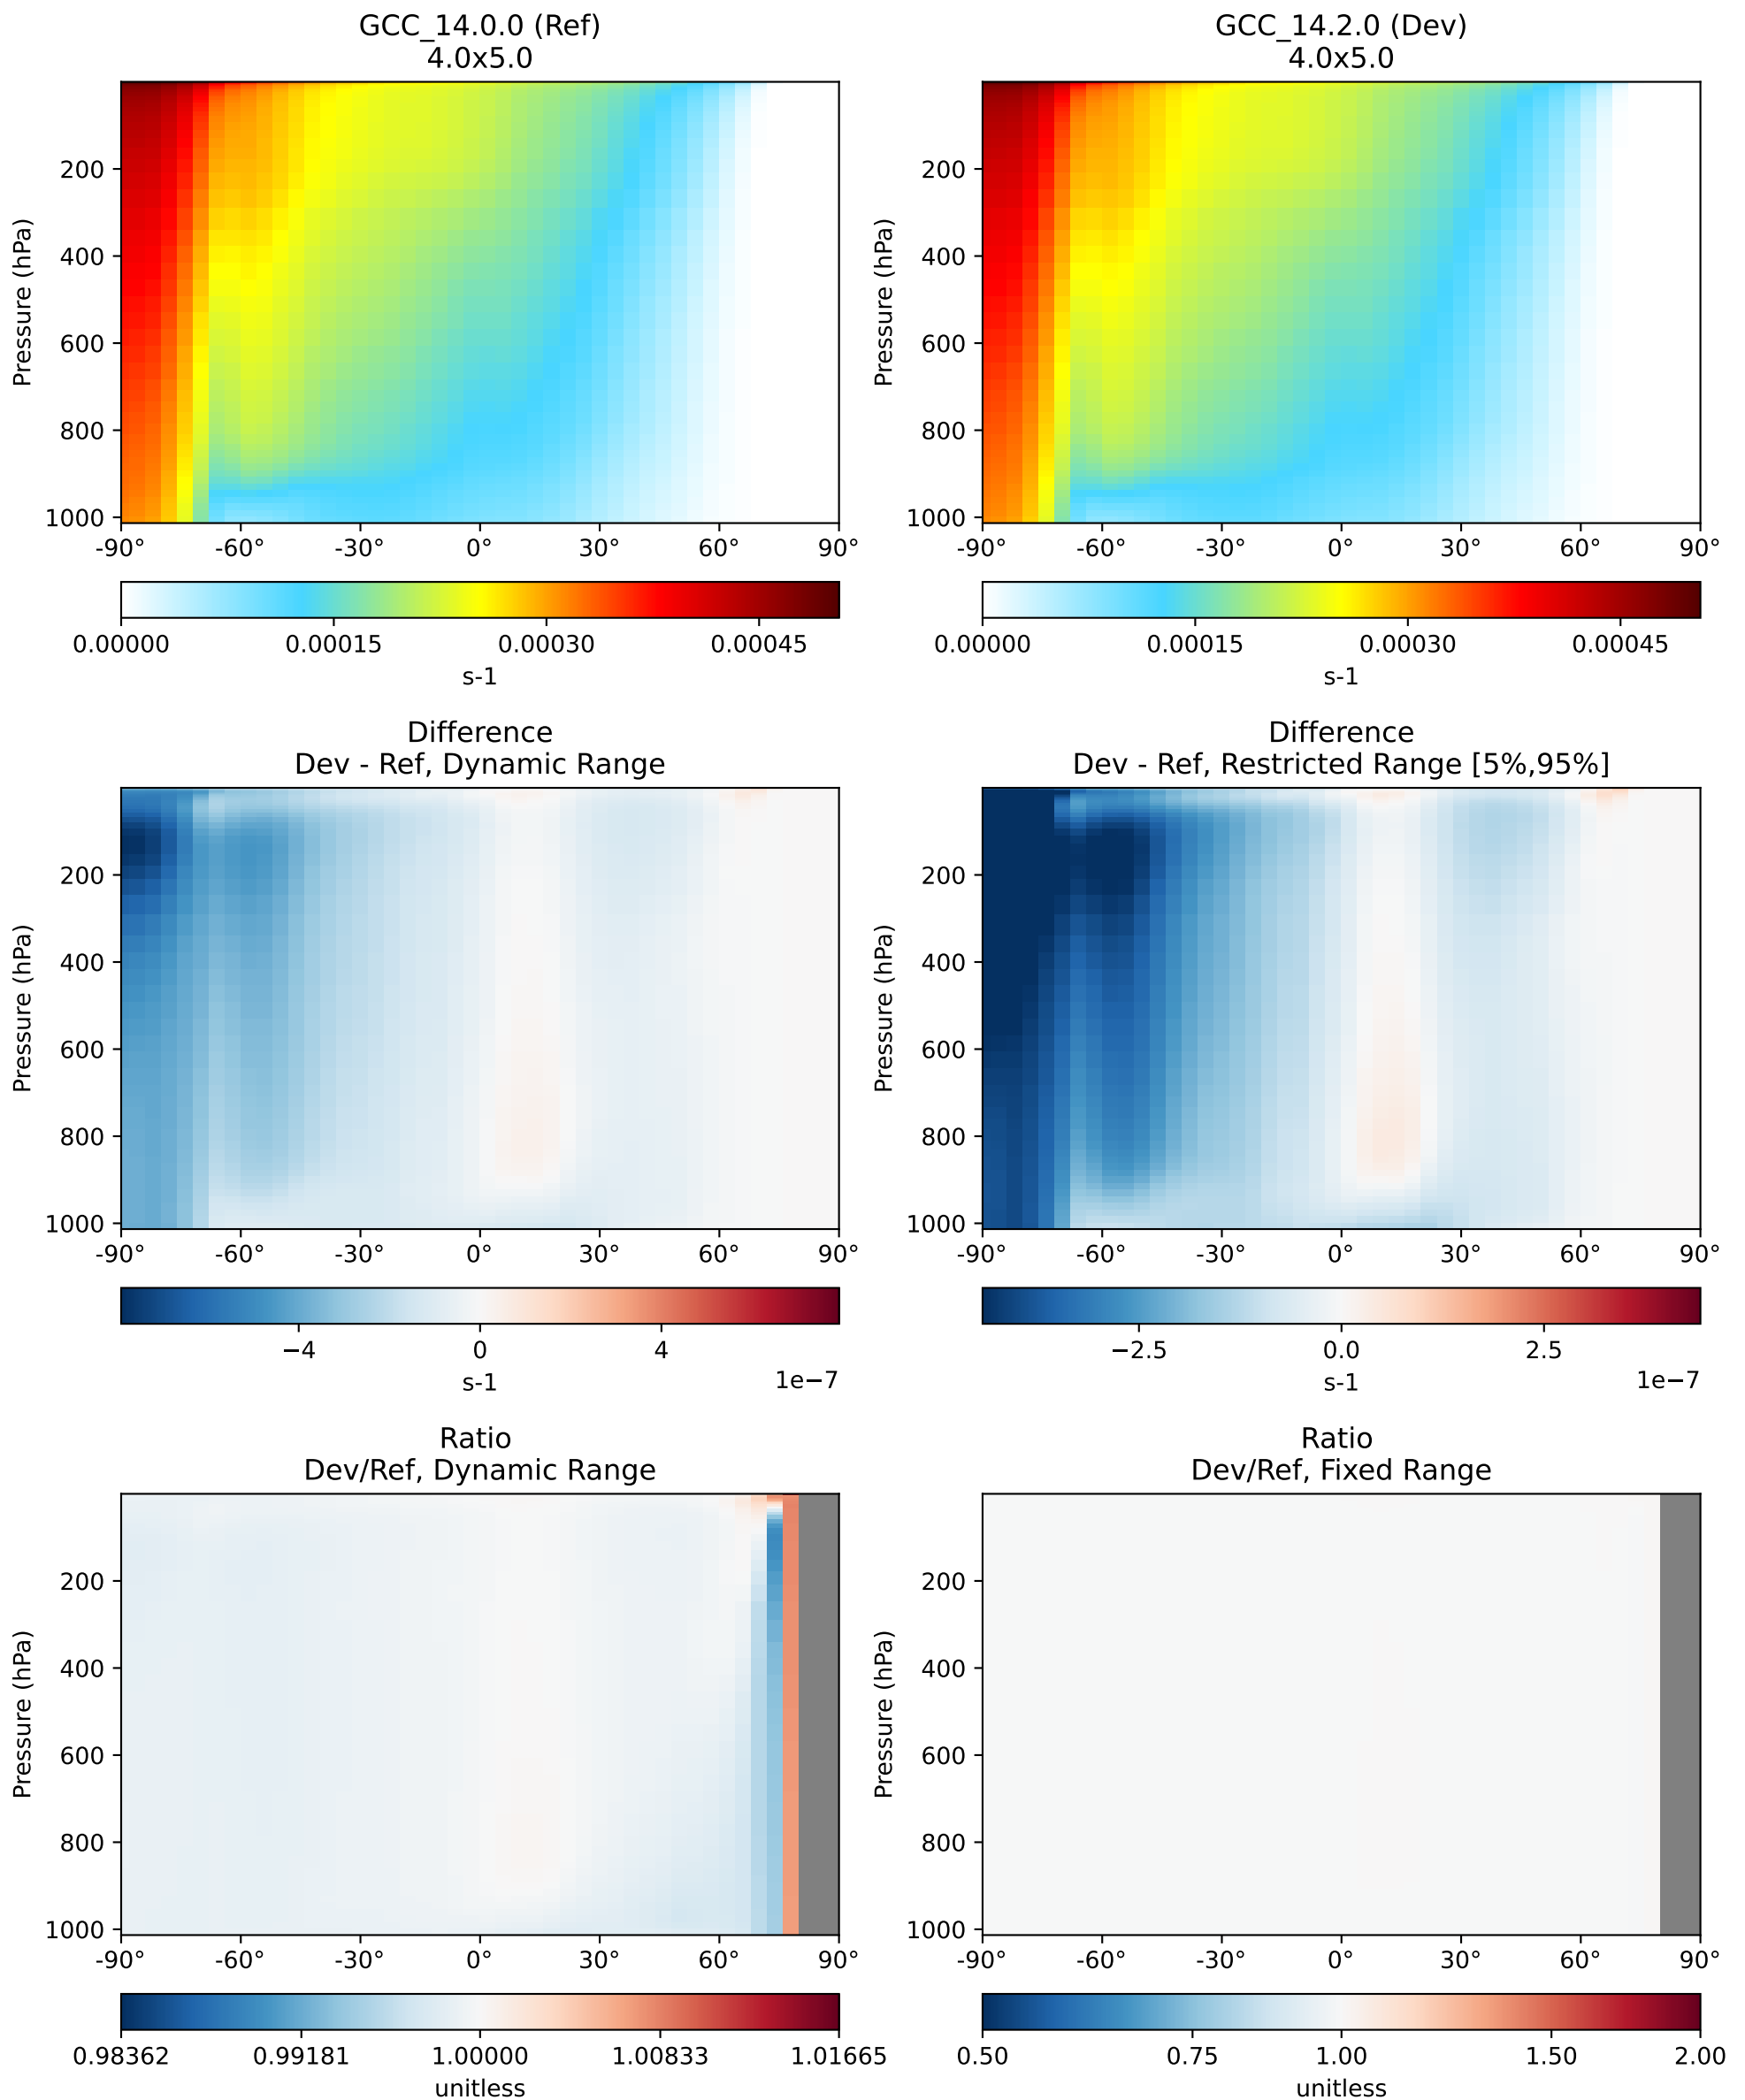 GCC_14.0.0 (Ref)
4.0x5.0
Pressure (hPa)
200
400
600
800
1000
-90° -60° -30° 0° 30° 60° 90°
0.00000 0.00015 0.00030 0.00045
s-1
GCC_14.2.0 (Dev)
4.0x5.0
Pressure (hPa)
200
400
600
800
1000
-90° -60° -30° 0° 30° 60° 90°
0.00000 0.00015 0.00030 0.00045
s-1
Difference
Dev - Ref, Dynamic Range
Pressure (hPa)
200
400
600
800
1000
-90° -60° -30° 0° 30° 60° 90°
−4 0 4
s-1 1e−7
Difference
Dev - Ref, Restricted Range [5%,95%]
Pressure (hPa)
200
400
600
800
1000
-90° -60° -30° 0° 30° 60° 90°
−2.5 0.0 2.5
s-1 1e−7
Ratio
Dev/Ref, Dynamic Range
Pressure (hPa)
200
400
600
800
1000
-90° -60° -30° 0° 30° 60° 90°
0.98362 0.99181 1.00000 1.00833 1.01665
unitless
Ratio
Dev/Ref, Fixed Range
Pressure (hPa)
200
400
600
800
1000
-90° -60° -30° 0° 30° 60° 90°
0.50 0.75 1.00 1.50 2.00
unitless